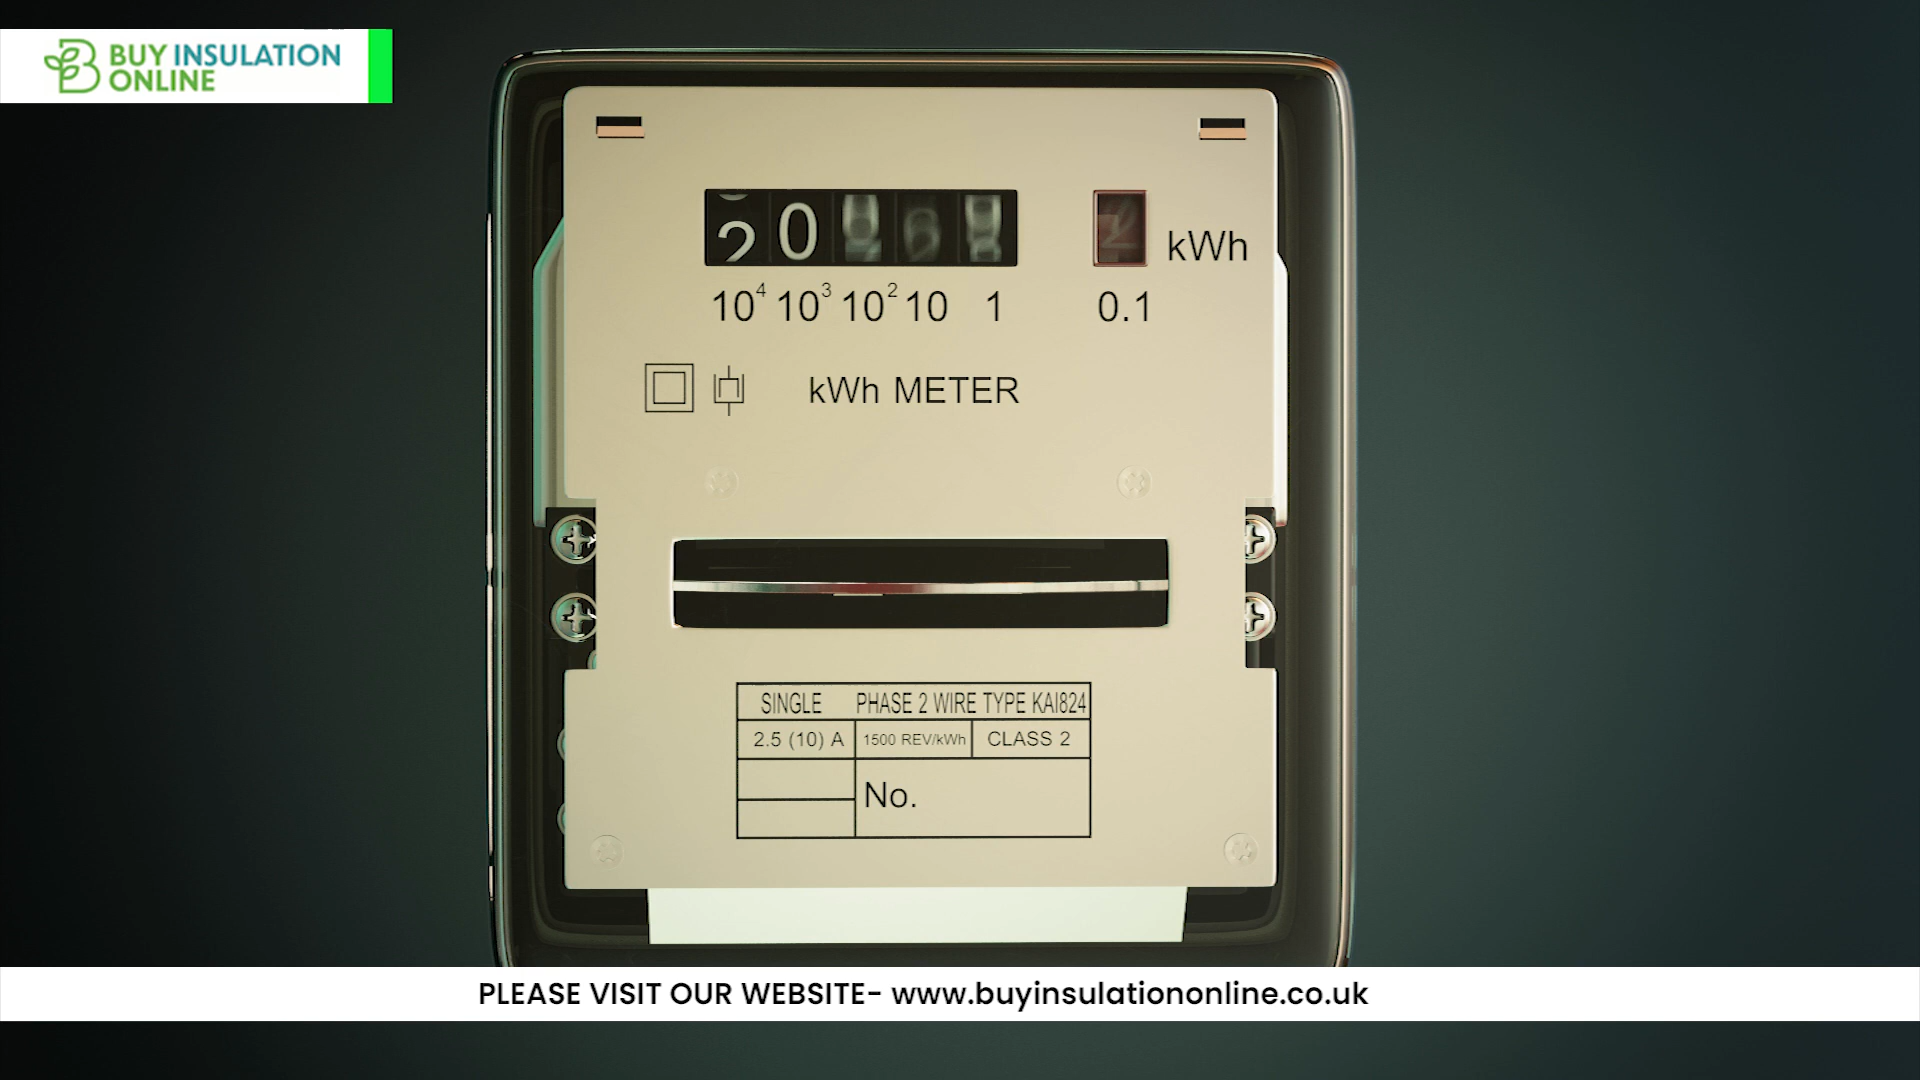 BUY INSULATION
ONLINE
20
kWh
10⁴ 10³ 10² 10 1 0.1
kWh METER
SINGLE PHASE 2 WIRE TYPE KAI824
2.5 (10) A 1500 REV/kWh CLASS 2
No.
PLEASE VISIT OUR WEBSITE- www.buyinsulationonline.co.uk